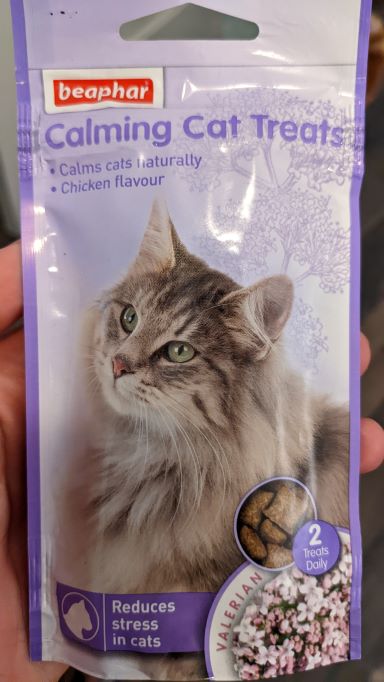 beaphar
Calming Cat Treats
• Calms cats naturally
• Chicken flavour
2
Treats
Daily
VALERIAN
Reduces
stress
in cats